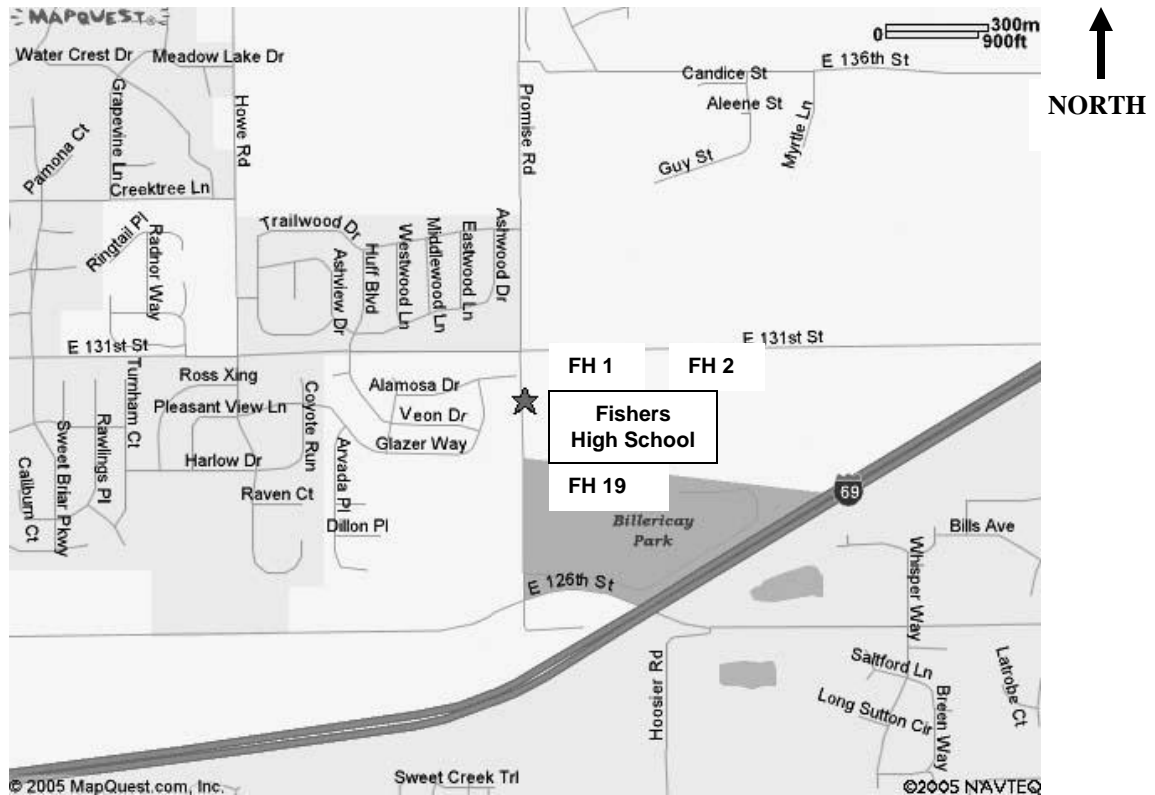 MAPQUEST
0 300m
900ft
NORTH
Water Crest Dr
Meadow Lake Dr
E 136th St
Candice St
Aleene St
Myrtle Ln
Guy St
Grapevine Ln
Howe Rd
Promise Rd
Pamona Ct
Creektree Ln
Ringtail Pl
Radnor Way
Trailwood Dr
Ashview Dr
Huff Blvd
Westwood Ln
Middlewood Ln
Eastwood Ln
Ashwood Dr
E 131st St
E 131st St
FH 1
FH 2
Ross Xing
Turnham Ct
Pleasant View Ln
Coyote Run
Alamosa Dr
Veon Dr
Glazer Way
Fishers
High School
Sweet Briar Pkwy
Rawlings Pl
Caliburn Ct
Harlow Dr
Raven Ct
Arvada Pl
Dillon Pl
FH 19
69
Billericay
Park
E 126th St
Bills Ave
Whisper Way
Saltford Ln
Long Sutton Cir
Breen Way
Latrobe Ct
Hoosier Rd
Sweet Creek Trl
© 2005 MapQuest.com, Inc.
©2005 NAVTEQ